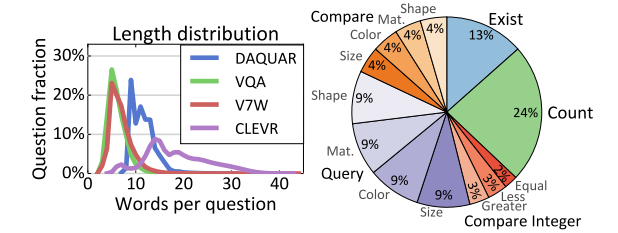 Length distribution
Question fraction
30%
20%
10%
0%
0
10
20
30
40
Words per question
DAQUAR
VQA
V7W
CLEVR
Exist
13%
Count
24%
Equal
2%
Less
3%
Greater
3%
Compare Integer
Size
9%
Color
9%
Query
Mat.
9%
Shape
9%
Size
4%
Color
4%
Compare
Mat.
4%
Shape
4%